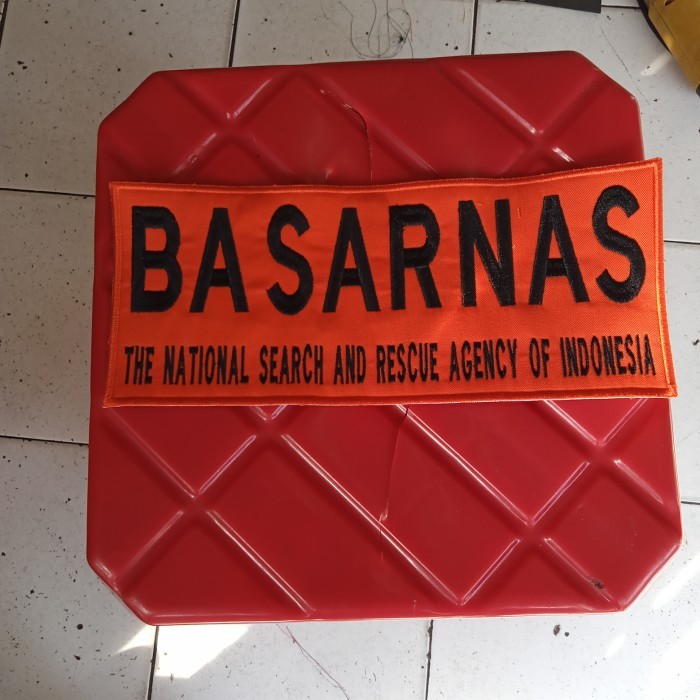 BASARNAS
THE NATIONAL SEARCH AND RESCUE AGENCY OF INDONESIA